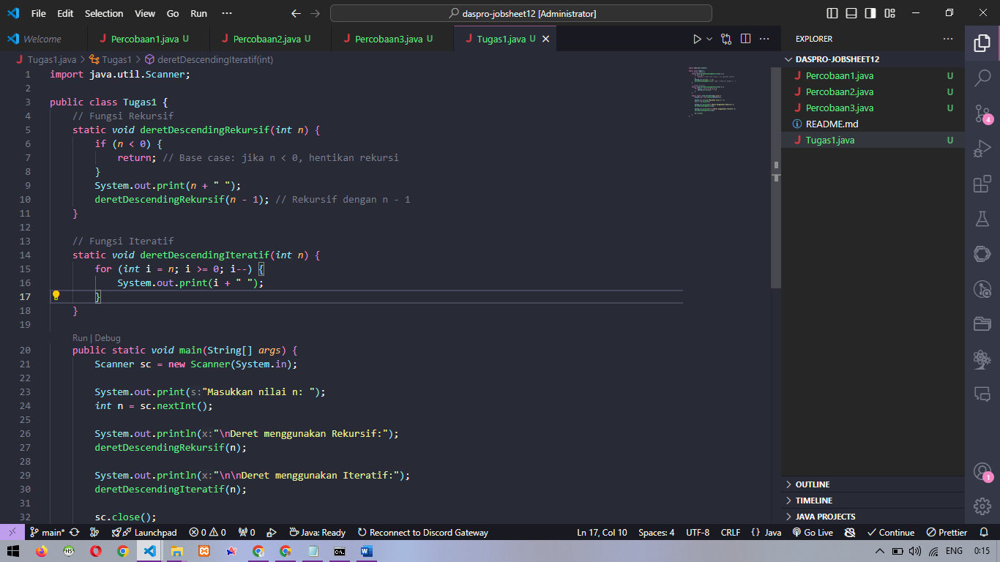 File Edit Selection View Go Run ···
daspro-jobsheet12 [Administrator]
Welcome
J Percobaan1.java U
J Percobaan2.java U
J Percobaan3.java U
J Tugas1.java U
EXPLORER
J Tugas1.java > Tugas1 > deretDescendingIteratif(int)
1 import java.util.Scanner;
2
3 public class Tugas1 {
4 // Fungsi Rekursif
5 static void deretDescendingRekursif(int n) {
6 if (n < 0) {
7 return; // Base case: jika n < 0, hentikan rekursi
8 }
9 System.out.print(n + " ");
10 deretDescendingRekursif(n - 1); // Rekursif dengan n - 1
11 }
12
13 // Fungsi Iteratif
14 static void deretDescendingIteratif(int n) {
15 for (int i = n; i >= 0; i--) {
16 System.out.print(i + " ");
17 }
18 }
19
Run | Debug
20 public static void main(String[] args) {
21 Scanner sc = new Scanner(System.in);
22
23 System.out.print(s:"Masukkan nilai n: ");
24 int n = sc.nextInt();
25
26 System.out.println(x:"\nDeret menggunakan Rekursif:");
27 deretDescendingRekursif(n);
28
29 System.out.println(x:"\n\nDeret menggunakan Iteratif:");
30 deretDescendingIteratif(n);
31
32 sc.close();
DASPRO-JOBSHEET12
J Percobaan1.java U
J Percobaan2.java U
J Percobaan3.java U
README.md
J Tugas1.java U
4
1
OUTLINE
TIMELINE
JAVA PROJECTS
main* Launchpad 0 0 0 Java: Ready Reconnect to Discord Gateway Ln 17, Col 10 Spaces: 4 UTF-8 CRLF {} Java Go Live Continue Prettier
ENG 0:15